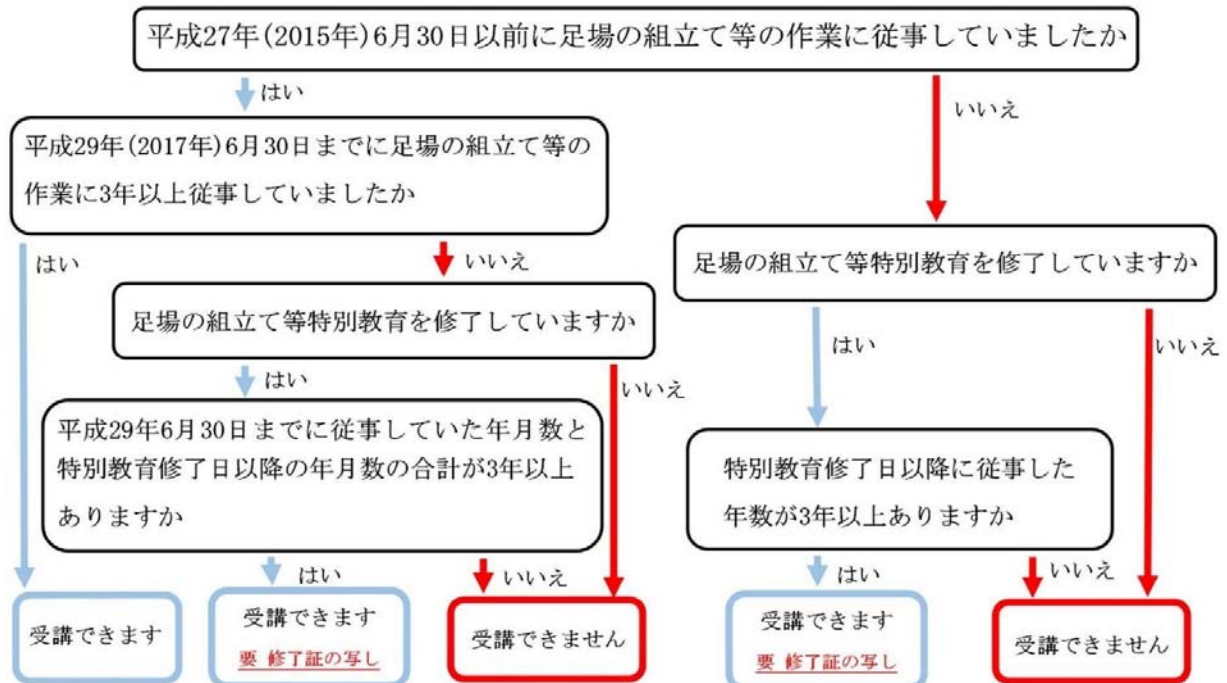 平成27年(2015年)6月30日以前に足場の組立て等の作業に従事していましたか
はい
いいえ
平成29年(2017年)6月30日までに足場の組立て等の
作業に3年以上従事していましたか
はい
いいえ
足場の組立て等特別教育を修了していますか
足場の組立て等特別教育を修了していますか
はい
いいえ
はい
いいえ
平成29年6月30日までに従事していた年月数と
特別教育修了日以降の年月数の合計が3年以上
ありますか
特別教育修了日以降に従事した
年数が3年以上ありますか
はい
いいえ
はい
いいえ
受講できます
受講できます
要 修了証の写し
受講できません
受講できます
要 修了証の写し
受講できません